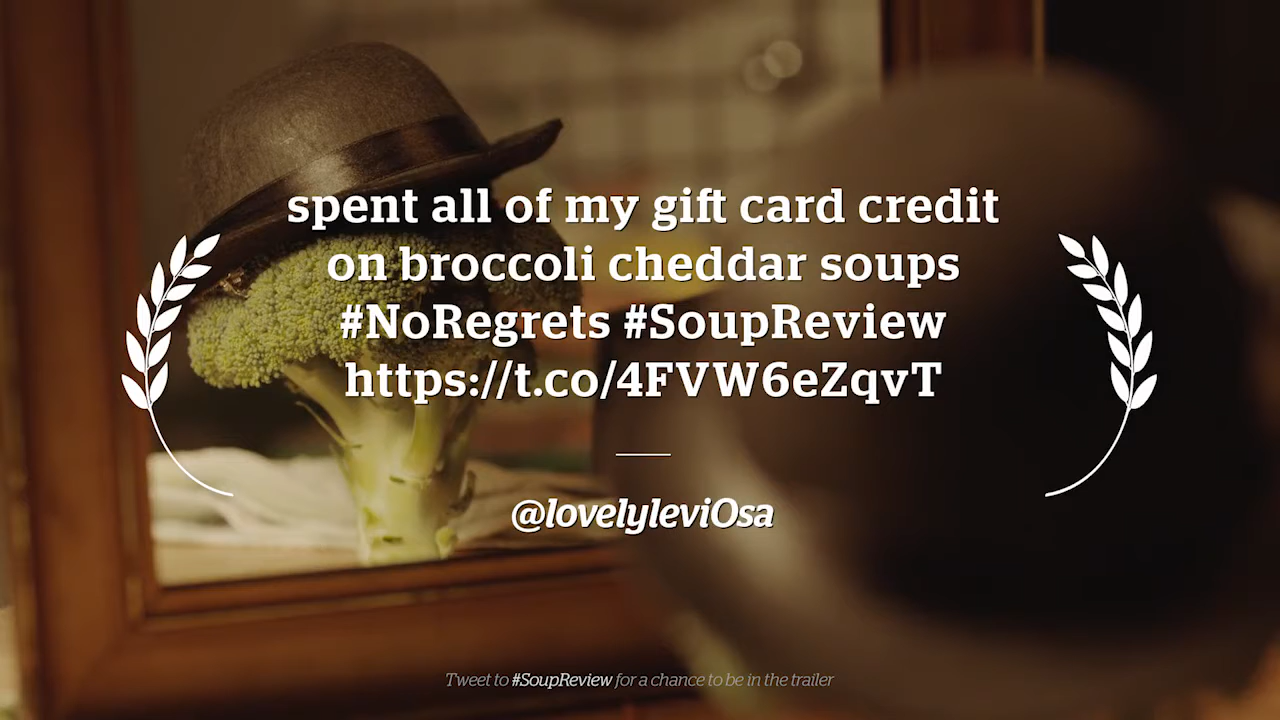 spent all of my gift card credit
on broccoli cheddar soups
#NoRegrets #SoupReview
https://t.co/4FVW6eZqvT
@lovelyleviOsa
Tweet to #SoupReview for a chance to be in the trailer